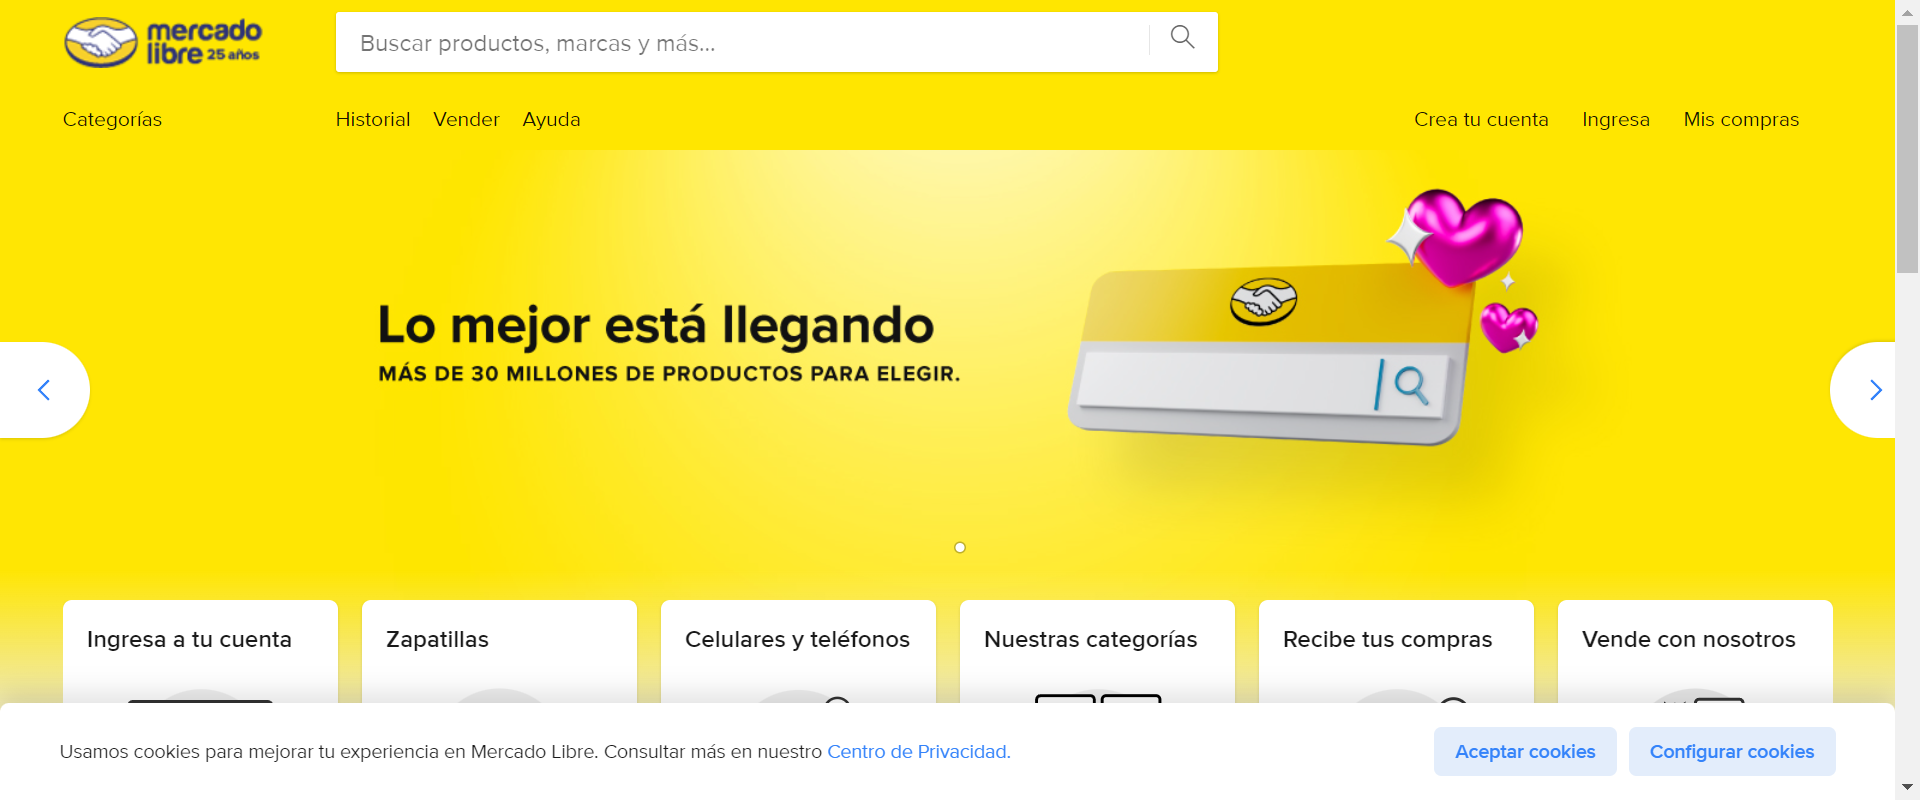 mercado
libre 25 años
Buscar productos, marcas y más...
Categorías
Historial Vender Ayuda
Crea tu cuenta Ingresa Mis compras
Lo mejor está llegando
MÁS DE 30 MILLONES DE PRODUCTOS PARA ELEGIR.
Ingresa a tu cuenta
Zapatillas
Celulares y teléfonos
Nuestras categorías
Recibe tus compras
Vende con nosotros
Usamos cookies para mejorar tu experiencia en Mercado Libre. Consultar más en nuestro Centro de Privacidad.
Aceptar cookies
Configurar cookies